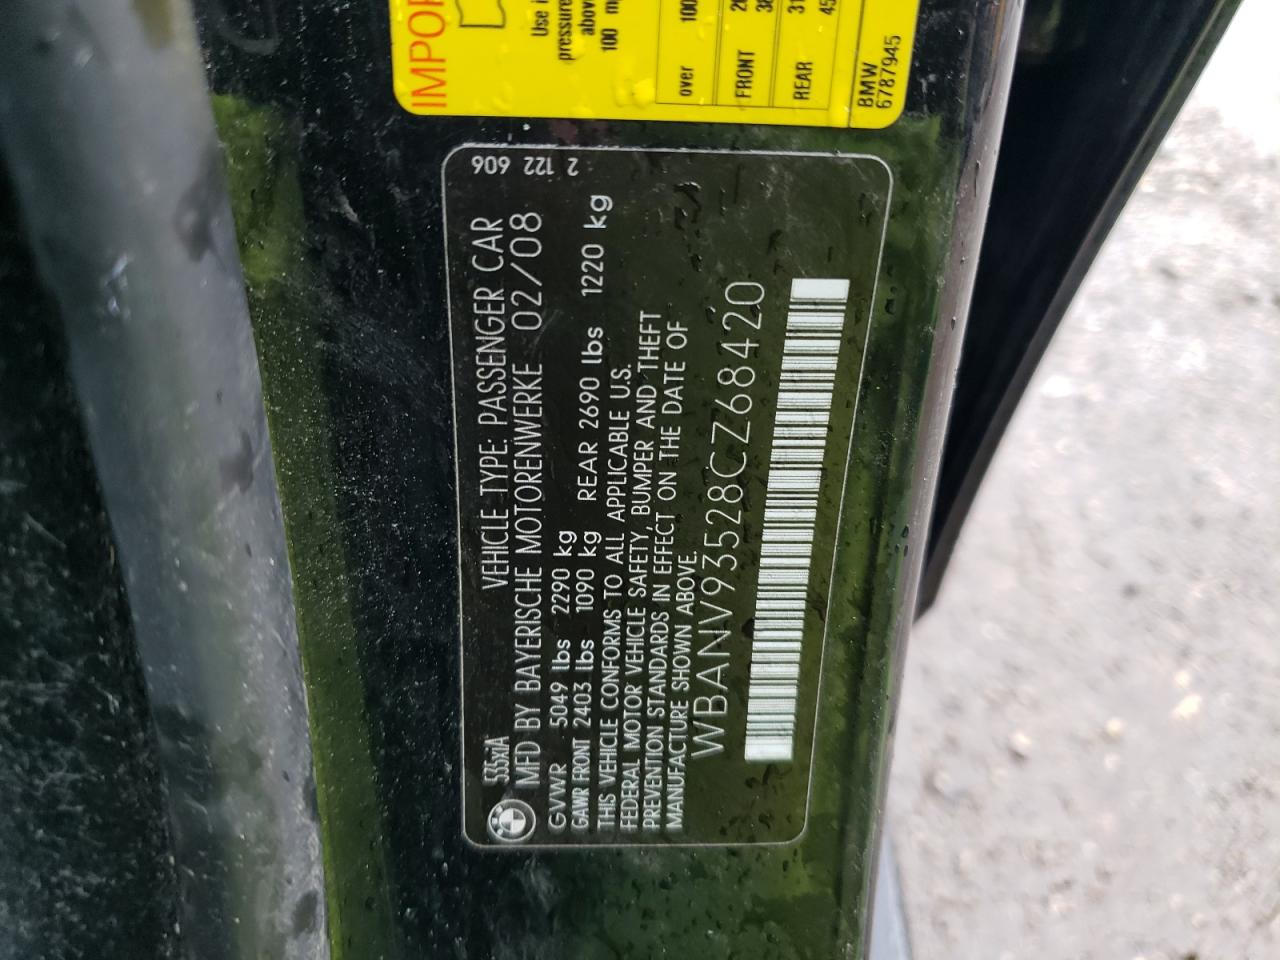 IMPOR
Use i
pressure
above
100 m
over 100
FRONT
REAR
BMW
6787945
2 122 606
535xiA VEHICLE TYPE: PASSENGER CAR
MFD BY BAYERISCHE MOTORENWERKE 02/08
GVWR 5049 lbs 2290 kg
GAWR FRONT 2403 lbs 1090 kg REAR 2690 lbs 1220 kg
THIS VEHICLE CONFORMS TO ALL APPLICABLE U.S.
FEDERAL MOTOR VEHICLE SAFETY, BUMPER AND THEFT
PREVENTION STANDARDS IN EFFECT ON THE DATE OF
MANUFACTURE SHOWN ABOVE.
WBANV93528CZ68420